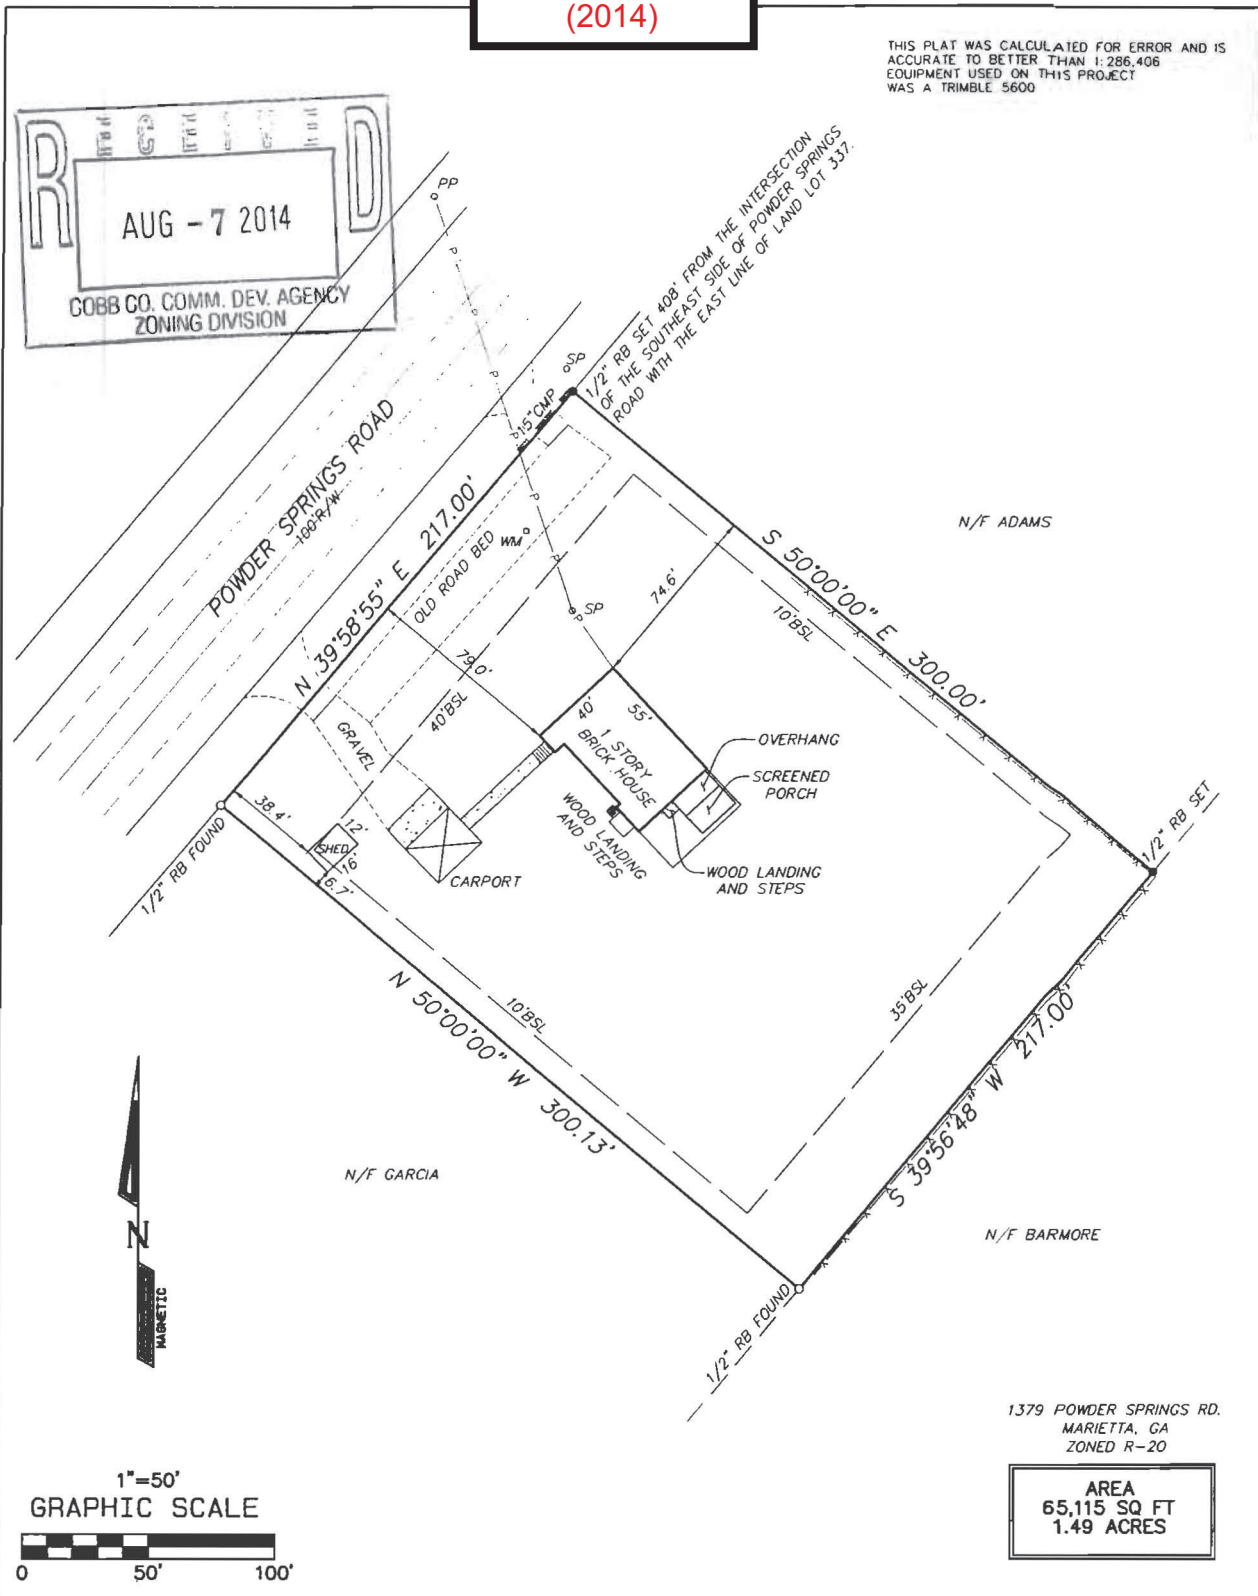 (2014)
THIS PLAT WAS CALCULATED FOR ERROR AND IS
ACCURATE TO BETTER THAN 1:286,406
EQUIPMENT USED ON THIS PROJECT
WAS A TRIMBLE 5600
RECEIVED
AUG - 7 2014
COBB CO. COMM. DEV. AGENCY
ZONING DIVISION
PP
P
P
P
P
P
P
P
1/2" RB SET 408' FROM THE INTERSECTION
OF THE SOUTHEAST SIDE OF POWDER SPRINGS
ROAD WITH THE EAST LINE OF LAND LOT 337.
SP
15"CMP
POWDER SPRINGS ROAD
100'R/W
N 39°58'55" E 217.00'
OLD ROAD BED
WM
SP
N/F ADAMS
S 50°00'00" E 300.00'
74.6'
10'BSL
79.0'
40'BSL
GRAVEL
40'
55'
1 STORY
BRICK HOUSE
OVERHANG
SCREENED
PORCH
WOOD LANDING
AND STEPS
WOOD LANDING
AND STEPS
38.4'
12'
SHED
16'
6.7'
CARPORT
1/2" RB FOUND
1/2" RB SET
N 50°00'00" W 300.13'
10'BSL
35'BSL
S 39°56'48" W 217.00'
N/F GARCIA
N/F BARMORE
1/2" RB FOUND
N
MAGNETIC
1379 POWDER SPRINGS RD.
MARIETTA, GA
ZONED R-20
AREA
65,115 SQ FT
1.49 ACRES
1"=50'
GRAPHIC SCALE
0 50' 100'